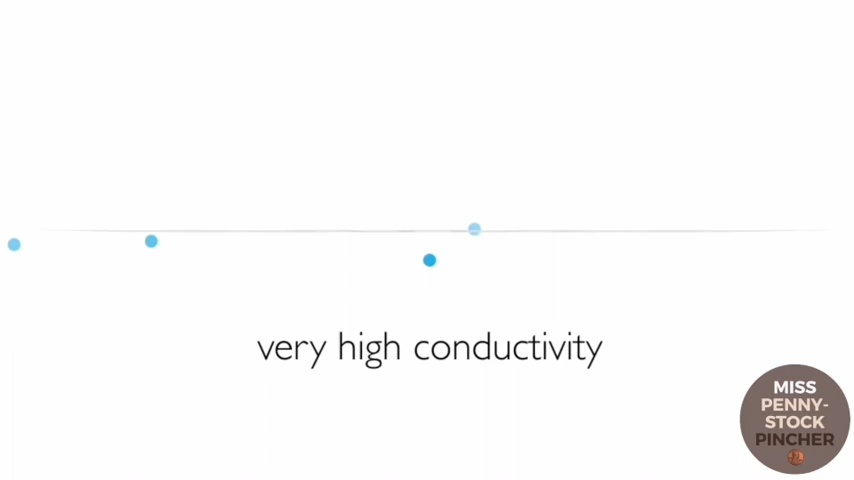 very high conductivity
MISS
PENNY-
STOCK
PINCHER